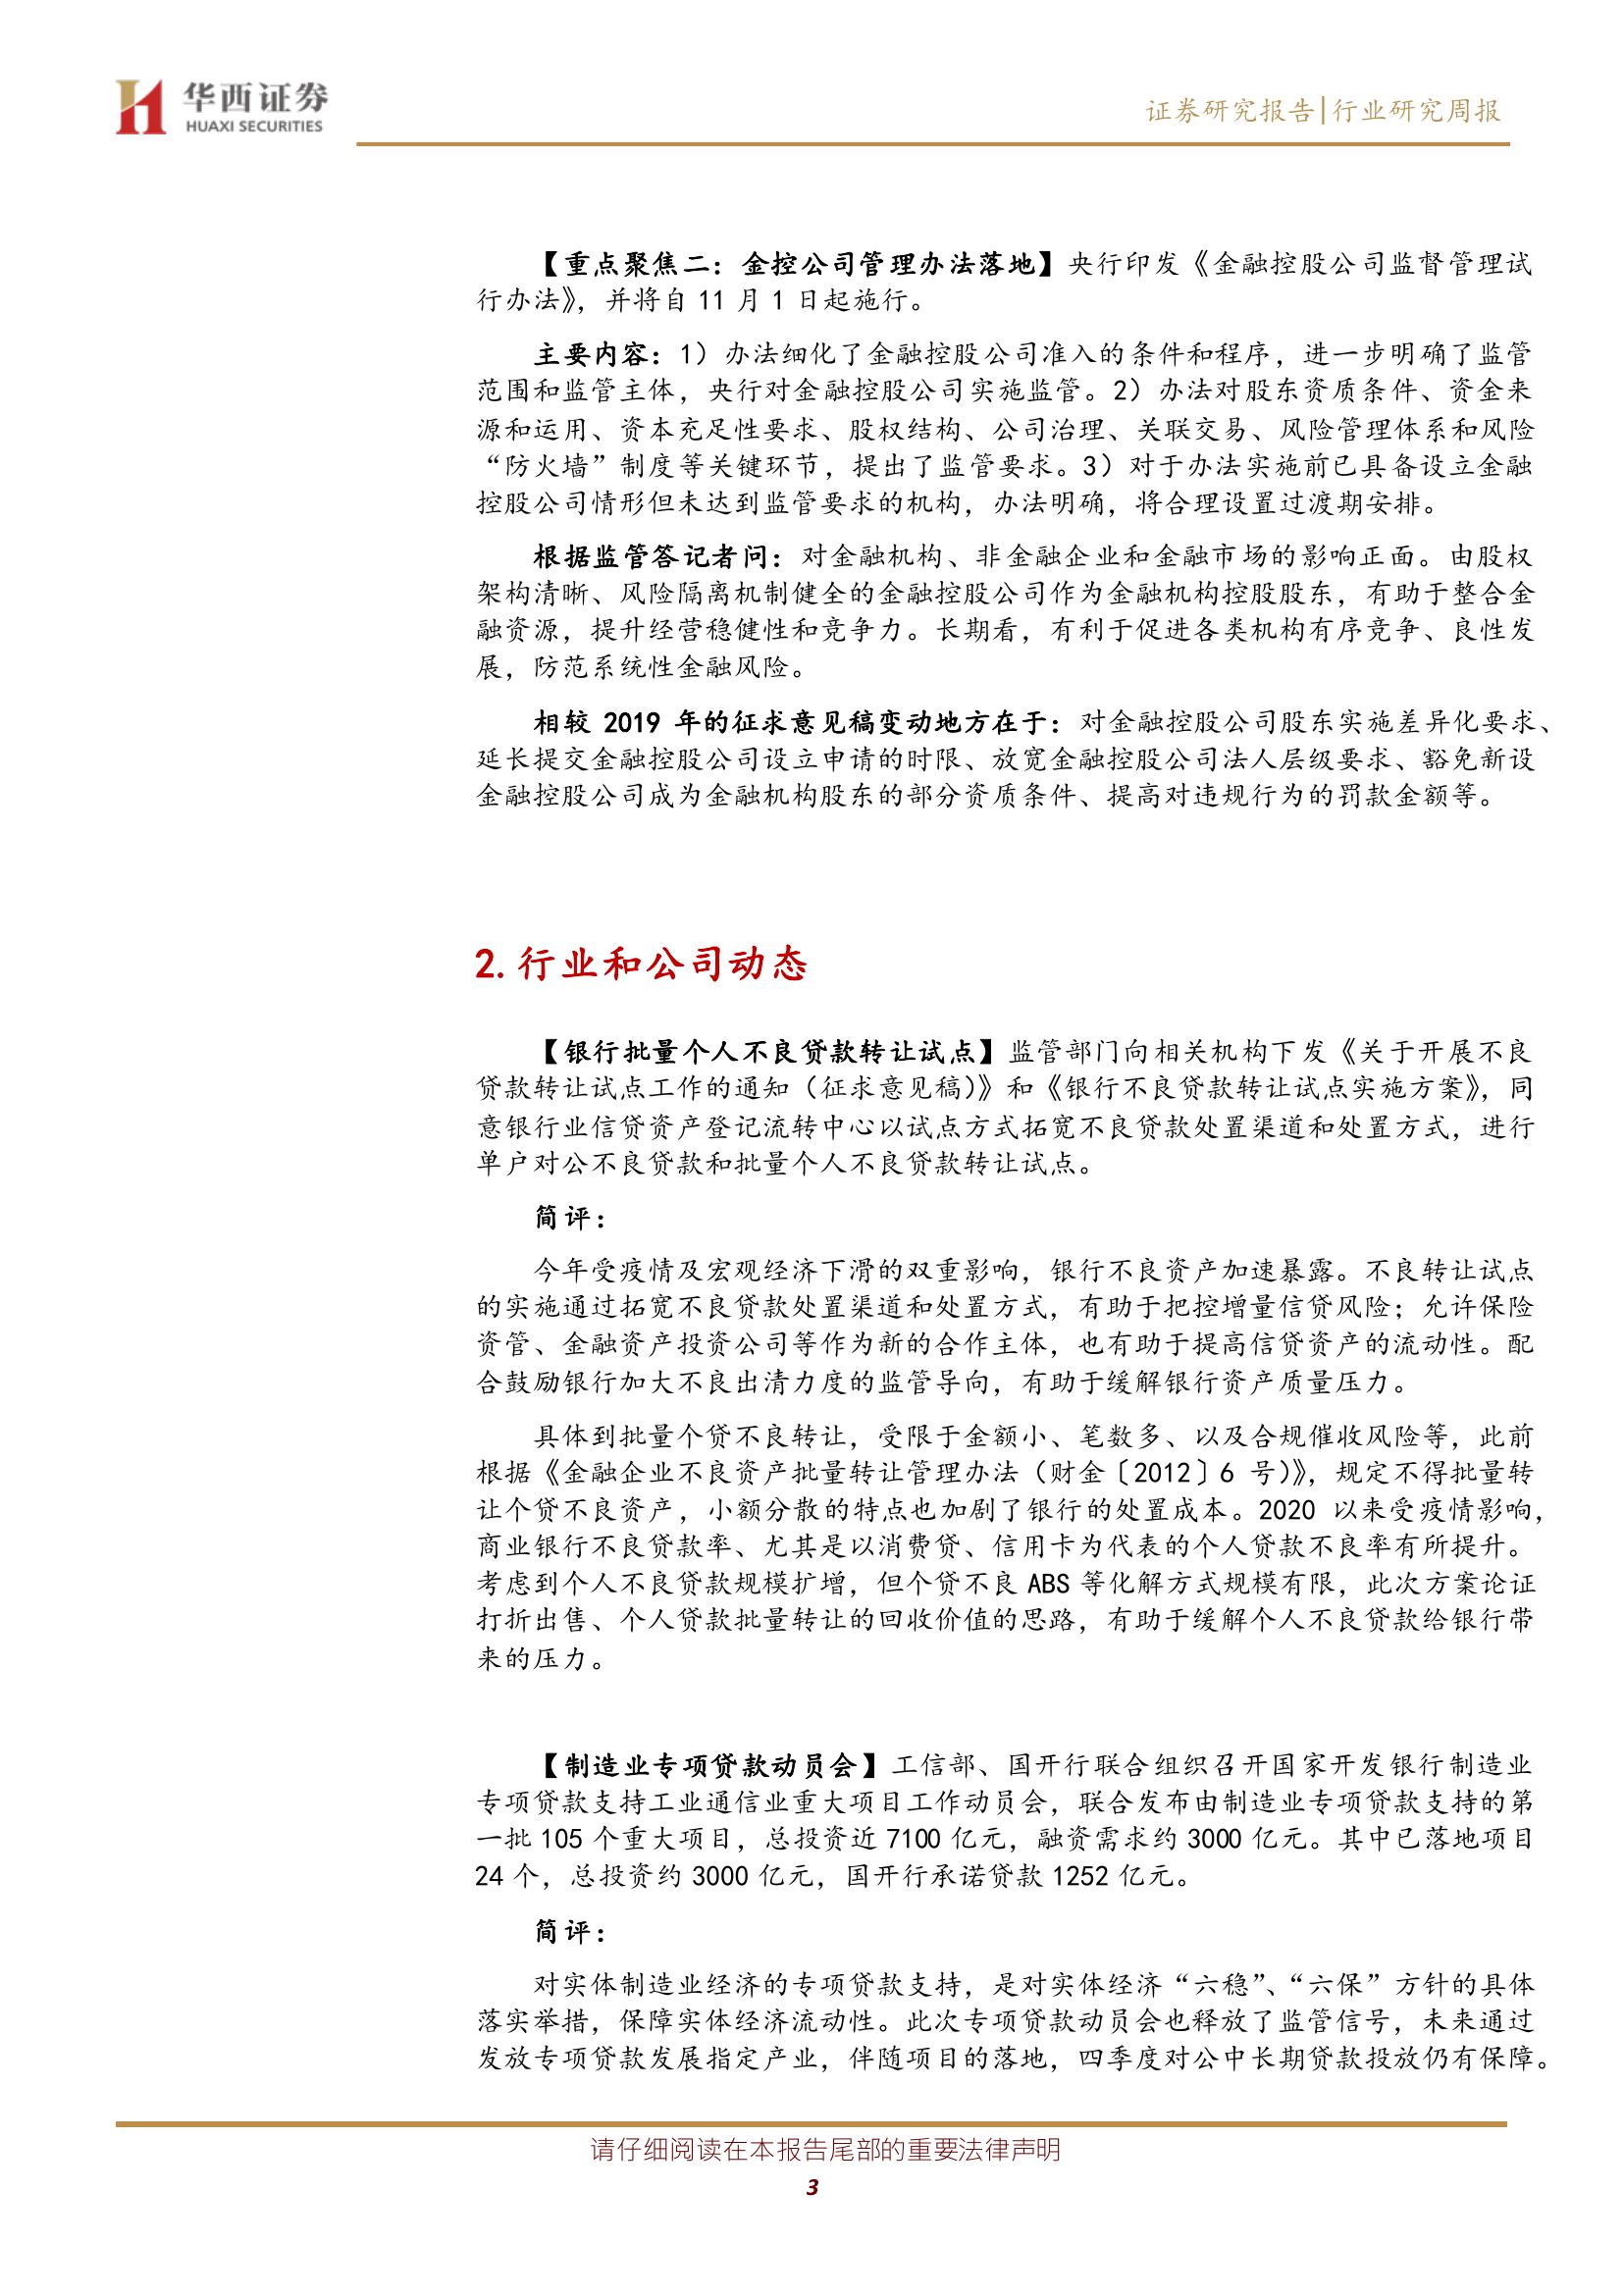 华西证券
HUAXI SECURITIES
证券研究报告|行业研究周报
【重点聚焦二：金控公司管理办法落地】央行印发《金融控股公司监督管理试
行办法》，并将自 11 月 1 日起施行。
主要内容：1）办法细化了金融控股公司准入的条件和程序，进一步明确了监管
范围和监管主体，央行对金融控股公司实施监管。2）办法对股东资质条件、资金来
源和运用、资本充足性要求、股权结构、公司治理、关联交易、风险管理体系和风险
“防火墙”制度等关键环节，提出了监管要求。3）对于办法实施前已具备设立金融
控股公司情形但未达到监管要求的机构，办法明确，将合理设置过渡期安排。
根据监管答记者问：对金融机构、非金融企业和金融市场的影响正面。由股权
架构清晰、风险隔离机制健全的金融控股公司作为金融机构控股股东，有助于整合金
融资源，提升经营稳健性和竞争力。长期看，有利于促进各类机构有序竞争、良性发
展，防范系统性金融风险。
相较 2019 年的征求意见稿变动地方在于：对金融控股公司股东实施差异化要求、
延长提交金融控股公司设立申请的时限、放宽金融控股公司法人层级要求、豁免新设
金融控股公司成为金融机构股东的部分资质条件、提高对违规行为的罚款金额等。
2.行业和公司动态
【银行批量个人不良贷款转让试点】监管部门向相关机构下发《关于开展不良
贷款转让试点工作的通知（征求意见稿）》和《银行不良贷款转让试点实施方案》，同
意银行业信贷资产登记流转中心以试点方式拓宽不良贷款处置渠道和处置方式，进行
单户对公不良贷款和批量个人不良贷款转让试点。
简评：
今年受疫情及宏观经济下滑的双重影响，银行不良资产加速暴露。不良转让试点
的实施通过拓宽不良贷款处置渠道和处置方式，有助于把控增量信贷风险；允许保险
资管、金融资产投资公司等作为新的合作主体，也有助于提高信贷资产的流动性。配
合鼓励银行加大不良出清力度的监管导向，有助于缓解银行资产质量压力。
具体到批量个贷不良转让，受限于金额小、笔数多、以及合规催收风险等，此前
根据《金融企业不良资产批量转让管理办法（财金〔2012〕6 号）》，规定不得批量转
让个贷不良资产，小额分散的特点也加剧了银行的处置成本。2020 以来受疫情影响，
商业银行不良贷款率、尤其是以消费贷、信用卡为代表的个人贷款不良率有所提升。
考虑到个人不良贷款规模扩增，但个贷不良 ABS 等化解方式规模有限，此次方案论证
打折出售、个人贷款批量转让的回收价值的思路，有助于缓解个人不良贷款给银行带
来的压力。
【制造业专项贷款动员会】工信部、国开行联合组织召开国家开发银行制造业
专项贷款支持工业通信业重大项目工作动员会，联合发布由制造业专项贷款支持的第
一批 105 个重大项目，总投资近 7100 亿元，融资需求约 3000 亿元。其中已落地项目
24 个，总投资约 3000 亿元，国开行承诺贷款 1252 亿元。
简评：
对实体制造业经济的专项贷款支持，是对实体经济“六稳”、“六保”方针的具体
落实举措，保障实体经济流动性。此次专项贷款动员会也释放了监管信号，未来通过
发放专项贷款发展指定产业，伴随项目的落地，四季度对公中长期贷款投放仍有保障。
请仔细阅读在本报告尾部的重要法律声明
3